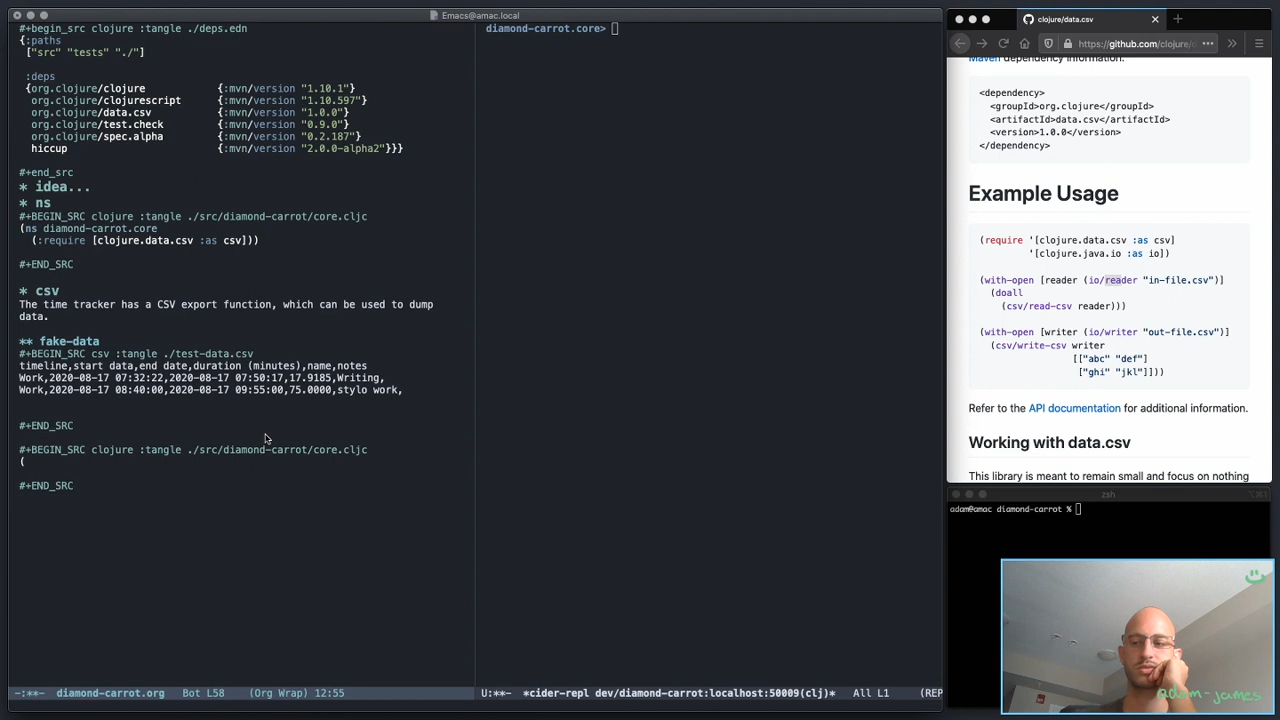 Emacs@amac.local
#+begin_src clojure :tangle ./deps.edn
{:paths
["src" "tests" "./"]
:deps
{org.clojure/clojure {:mvn/version "1.10.1"}
org.clojure/clojurescript {:mvn/version "1.10.597"}
org.clojure/data.csv {:mvn/version "1.0.0"}
org.clojure/test.check {:mvn/version "0.9.0"}
org.clojure/spec.alpha {:mvn/version "0.2.187"}
hiccup {:mvn/version "2.0.0-alpha2"}}}
#+end_src
* idea...
* ns
#+BEGIN_SRC clojure :tangle ./src/diamond-carrot/core.cljc
(ns diamond-carrot.core
(:require [clojure.data.csv :as csv]))
#+END_SRC
* csv
The time tracker has a CSV export function, which can be used to dump
data.
** fake-data
#+BEGIN_SRC csv :tangle ./test-data.csv
timeline,start data,end date,duration (minutes),name,notes
Work,2020-08-17 07:32:22,2020-08-17 07:50:17,17.9185,Writing,
Work,2020-08-17 08:40:00,2020-08-17 09:55:00,75.0000,stylo work,
#+END_SRC
#+BEGIN_SRC clojure :tangle ./src/diamond-carrot/core.cljc
(
#+END_SRC
-:**- diamond-carrot.org Bot L58 (Org Wrap) 12:55
diamond-carrot.core>
U:**- *cider-repl dev/diamond-carrot:localhost:50009(clj)* All L1 (REP
clojure/data.csv
https://github.com/clojure/d
Maven dependency information:
<dependency>
<groupId>org.clojure</groupId>
<artifactId>data.csv</artifactId>
<version>1.0.0</version>
</dependency>
Example Usage
(require '[clojure.data.csv :as csv]
'[clojure.java.io :as io])
(with-open [reader (io/reader "in-file.csv")]
(doall
(csv/read-csv reader)))
(with-open [writer (io/writer "out-file.csv")]
(csv/write-csv writer
[["abc" "def"]
["ghi" "jkl"]]))
Refer to the API documentation for additional information.
Working with data.csv
This library is meant to remain small and focus on nothing
zsh
⌥⌘1
adam@amac diamond-carrot %
adam-james